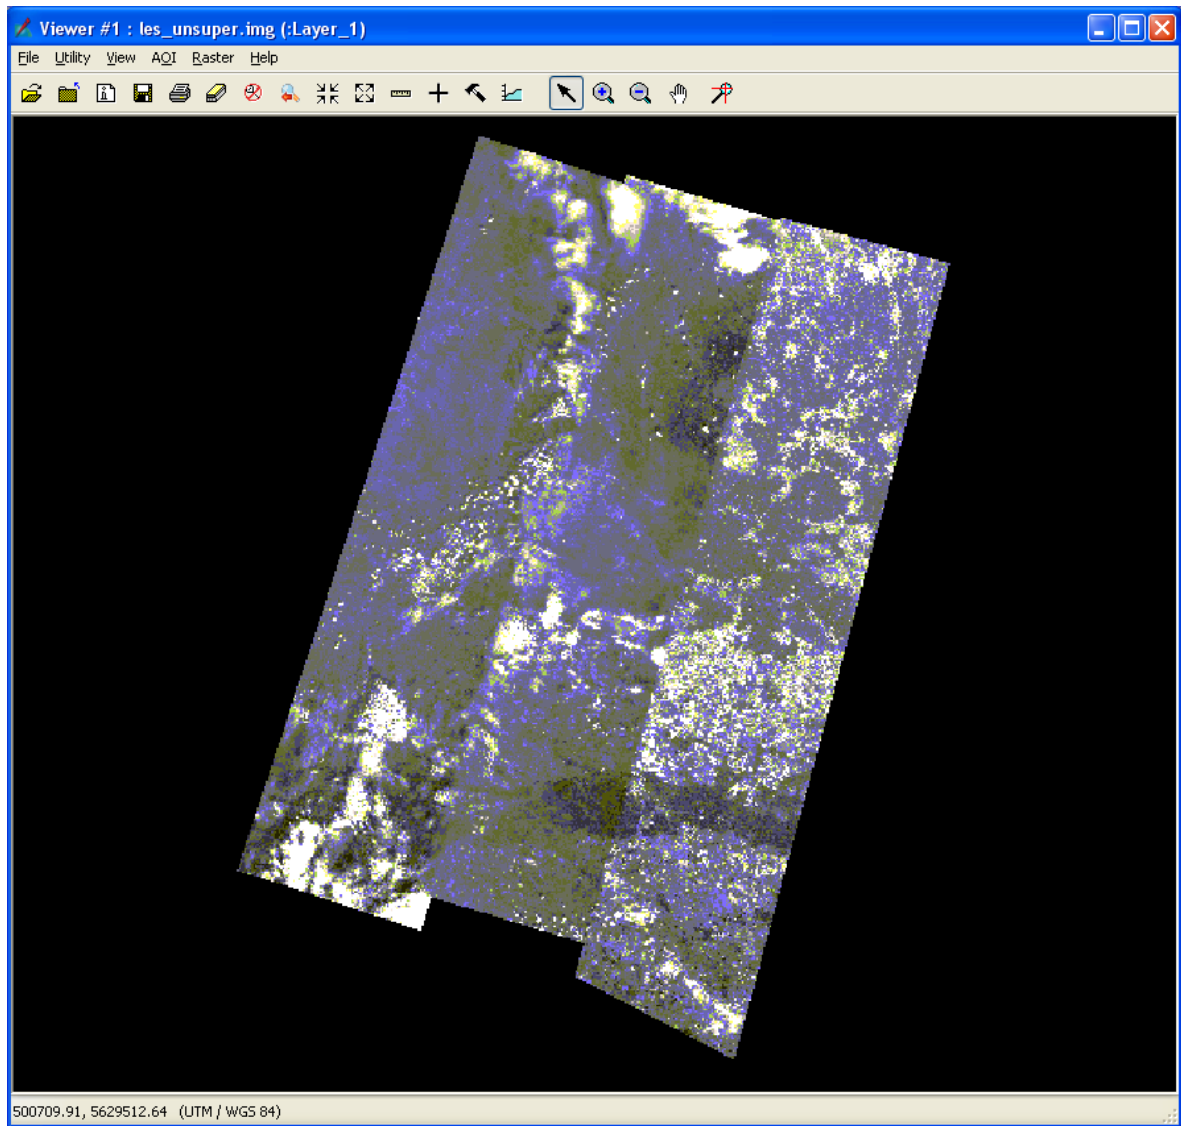 Viewer #1 : les_unsuper.img (:Layer_1)
File Utility View AOI Raster Help
500709.91, 5629512.64 (UTM / WGS 84)